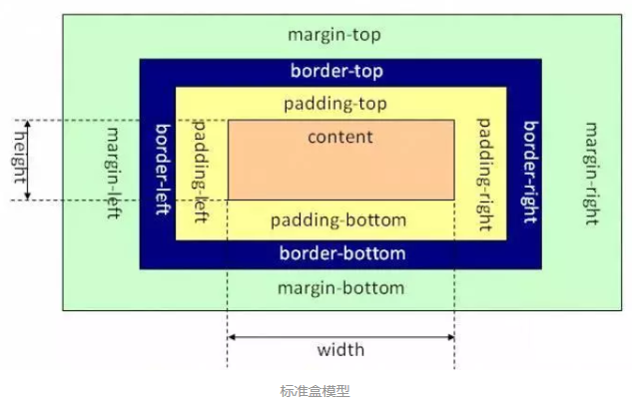 margin-top
border-top
padding-top
content
height
margin-left
border-left
padding-left
padding-right
border-right
margin-right
padding-bottom
border-bottom
margin-bottom
width
标准盒模型